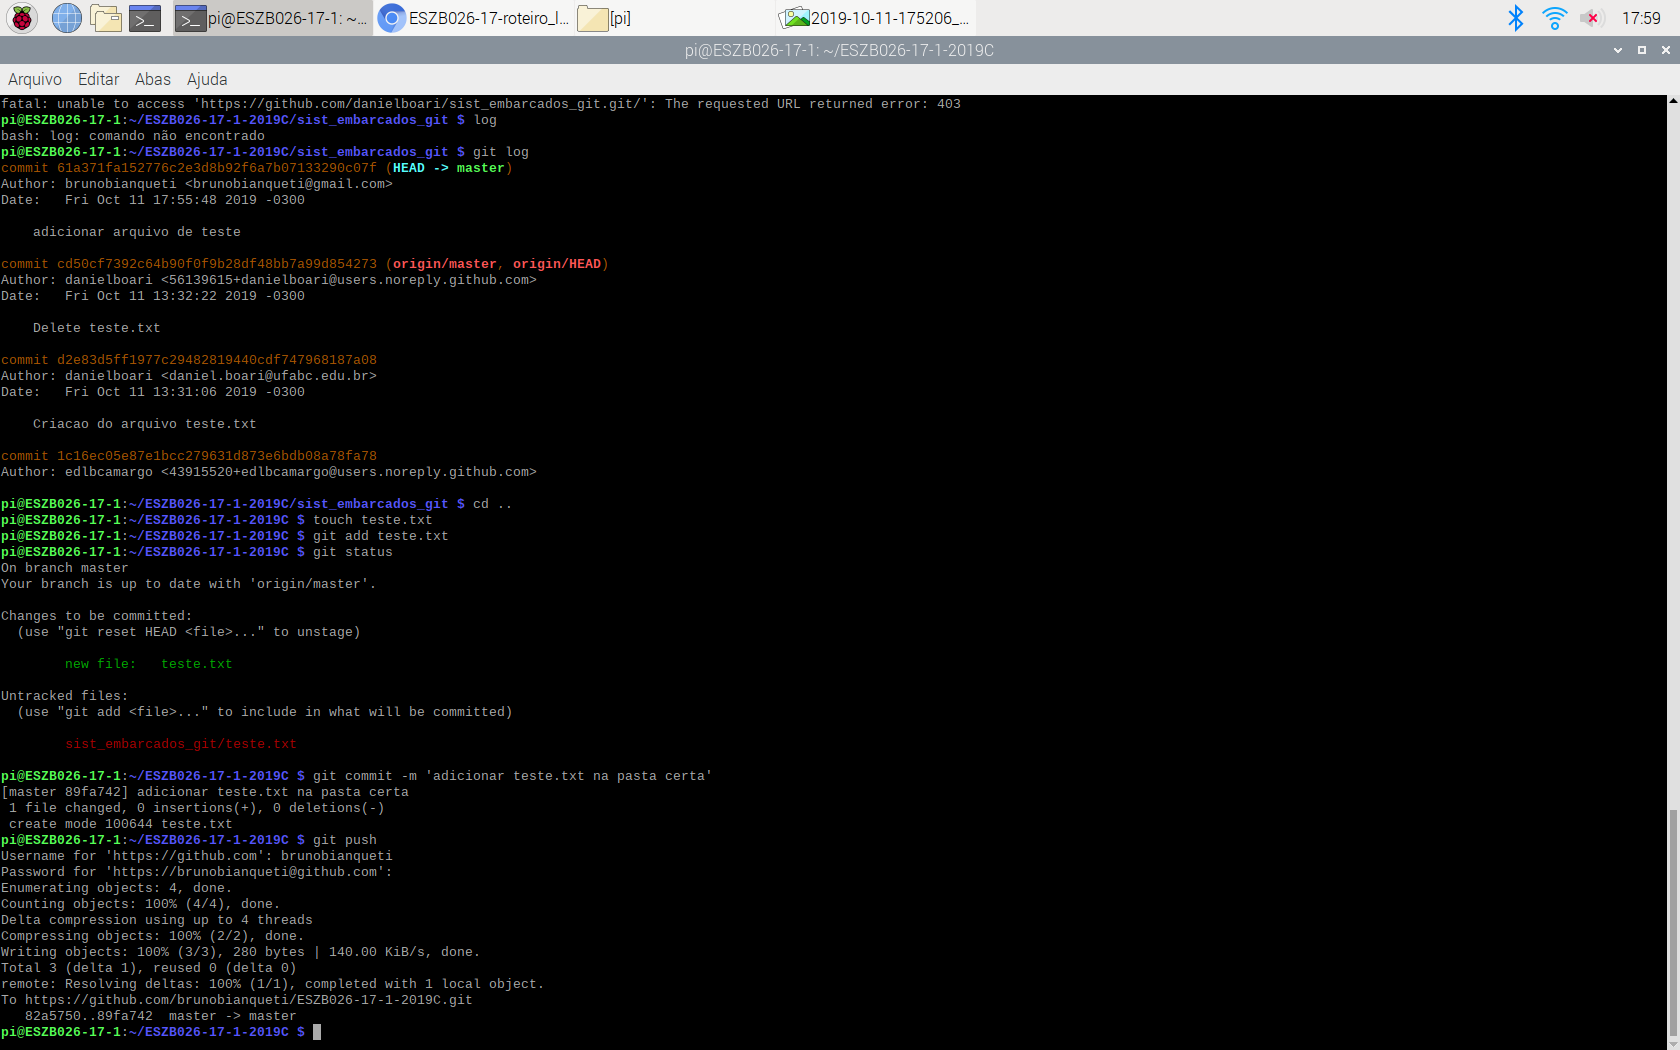 pi@ESZB026-17-1: ~... ESZB026-17-roteiro_l... [pi] 2019-10-11-175206_... 17:59
pi@ESZB026-17-1: ~/ESZB026-17-1-2019C
Arquivo Editar Abas Ajuda
fatal: unable to access 'https://github.com/danielboari/sist_embarcados_git.git/': The requested URL returned error: 403
pi@ESZB026-17-1:~/ESZB026-17-1-2019C/sist_embarcados_git $ log
bash: log: comando não encontrado
pi@ESZB026-17-1:~/ESZB026-17-1-2019C/sist_embarcados_git $ git log
commit 61a371fa152776c2e3d8b92f6a7b07133290c07f (HEAD -> master)
Author: brunobianqueti <brunobianqueti@gmail.com>
Date:   Fri Oct 11 17:55:48 2019 -0300
    adicionar arquivo de teste
commit cd50cf7392c64b90f0f9b28df48bb7a99d854273 (origin/master, origin/HEAD)
Author: danielboari <56139615+danielboari@users.noreply.github.com>
Date:   Fri Oct 11 13:32:22 2019 -0300
    Delete teste.txt
commit d2e83d5ff1977c29482819440cdf747968187a08
Author: danielboari <daniel.boari@ufabc.edu.br>
Date:   Fri Oct 11 13:31:06 2019 -0300
    Criacao do arquivo teste.txt
commit 1c16ec05e87e1bcc279631d873e6bdb08a78fa78
Author: edlbcamargo <43915520+edlbcamargo@users.noreply.github.com>
pi@ESZB026-17-1:~/ESZB026-17-1-2019C/sist_embarcados_git $ cd ..
pi@ESZB026-17-1:~/ESZB026-17-1-2019C $ touch teste.txt
pi@ESZB026-17-1:~/ESZB026-17-1-2019C $ git add teste.txt
pi@ESZB026-17-1:~/ESZB026-17-1-2019C $ git status
On branch master
Your branch is up to date with 'origin/master'.
Changes to be committed:
  (use "git reset HEAD <file>..." to unstage)
        new file:   teste.txt
Untracked files:
  (use "git add <file>..." to include in what will be committed)
        sist_embarcados_git/teste.txt
pi@ESZB026-17-1:~/ESZB026-17-1-2019C $ git commit -m 'adicionar teste.txt na pasta certa'
[master 89fa742] adicionar teste.txt na pasta certa
 1 file changed, 0 insertions(+), 0 deletions(-)
 create mode 100644 teste.txt
pi@ESZB026-17-1:~/ESZB026-17-1-2019C $ git push
Username for 'https://github.com': brunobianqueti
Password for 'https://brunobianqueti@github.com':
Enumerating objects: 4, done.
Counting objects: 100% (4/4), done.
Delta compression using up to 4 threads
Compressing objects: 100% (2/2), done.
Writing objects: 100% (3/3), 280 bytes | 140.00 KiB/s, done.
Total 3 (delta 1), reused 0 (delta 0)
remote: Resolving deltas: 100% (1/1), completed with 1 local object.
To https://github.com/brunobianqueti/ESZB026-17-1-2019C.git
   82a5750..89fa742  master -> master
pi@ESZB026-17-1:~/ESZB026-17-1-2019C $